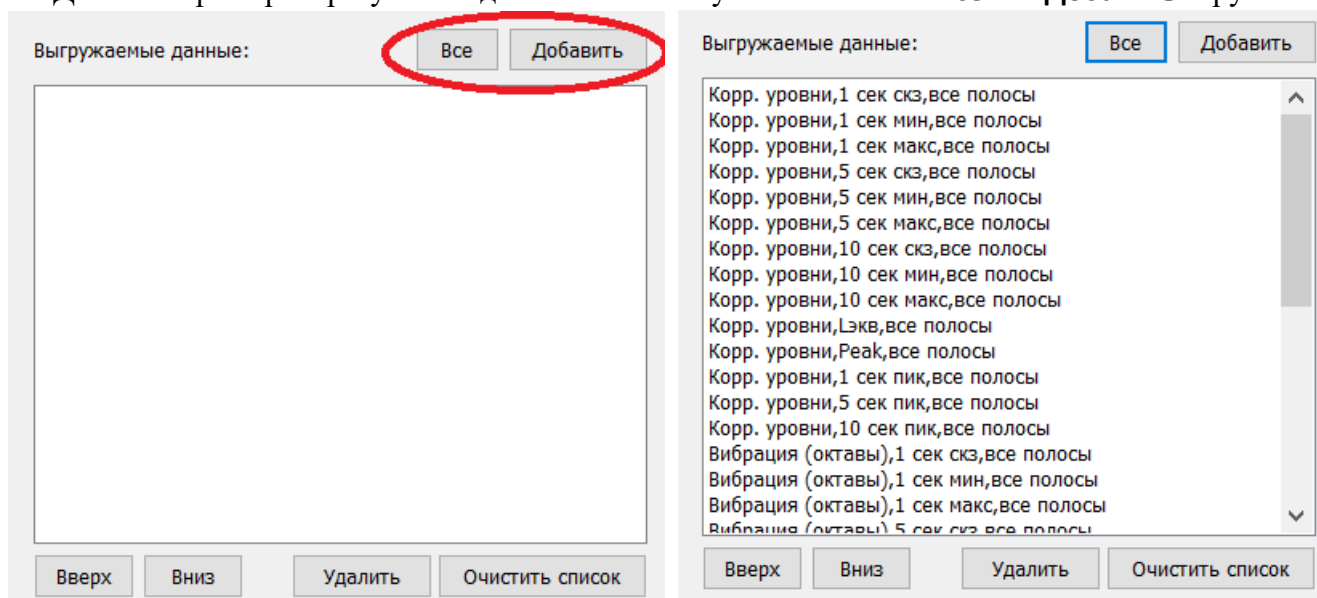 Выгружаемые данные:
Все
Добавить
Вверх
Вниз
Удалить
Очистить список
Выгружаемые данные:
Все
Добавить
Корр. уровни,1 сек скз,все полосы
Корр. уровни,1 сек мин,все полосы
Корр. уровни,1 сек макс,все полосы
Корр. уровни,5 сек скз,все полосы
Корр. уровни,5 сек мин,все полосы
Корр. уровни,5 сек макс,все полосы
Корр. уровни,10 сек скз,все полосы
Корр. уровни,10 сек мин,все полосы
Корр. уровни,10 сек макс,все полосы
Корр. уровни,Lэкв,все полосы
Корр. уровни,Peak,все полосы
Корр. уровни,1 сек пик,все полосы
Корр. уровни,5 сек пик,все полосы
Корр. уровни,10 сек пик,все полосы
Вибрация (октавы),1 сек скз,все полосы
Вибрация (октавы),1 сек мин,все полосы
Вибрация (октавы),1 сек макс,все полосы
Вибрация (октавы),5 сек скз,все полосы
Вверх
Вниз
Удалить
Очистить список